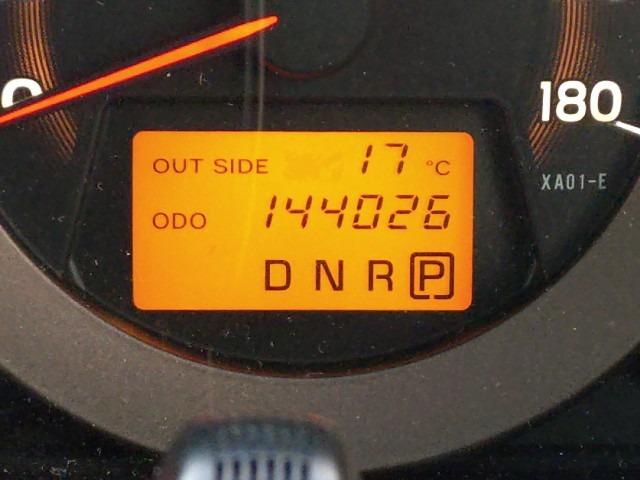 0
180
XA01-E
OUT SIDE 17 °C
ODO 144026
D N R P